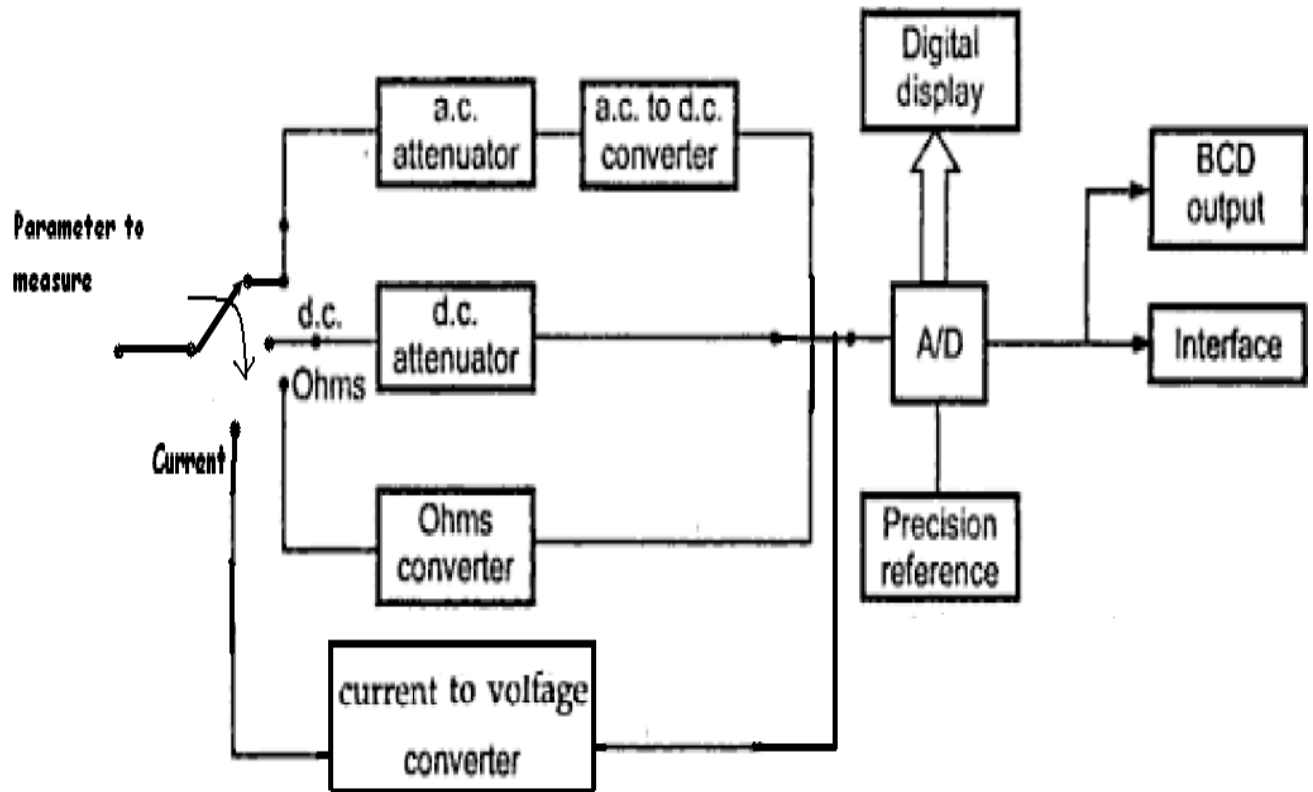 Digital
display
a.c.
attenuator
a.c. to d.c.
converter
BCD
output
Parameter to
measure
d.c.
d.c.
attenuator
A/D
Interface
Ohms
Current
Ohms
converter
Precision
reference
current to volfage
converter